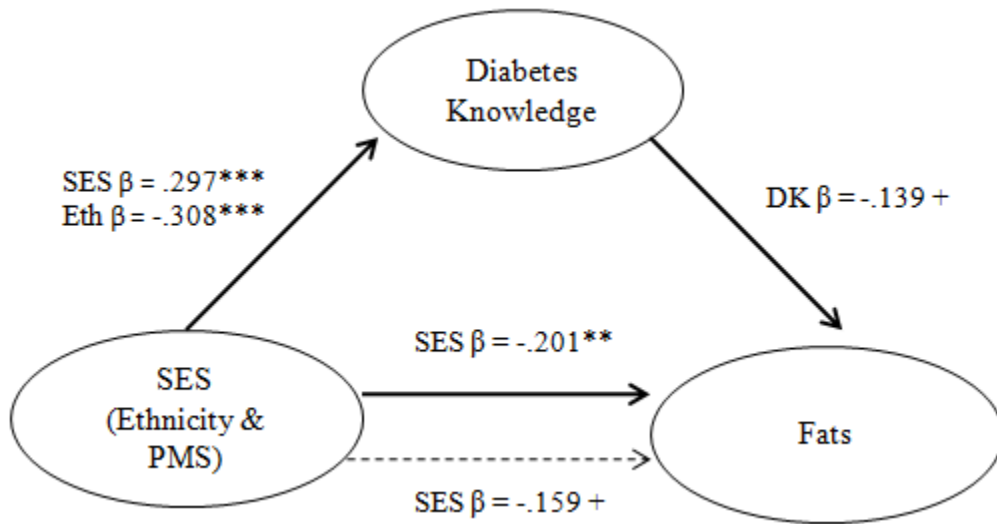 Diabetes
Knowledge
SES β = .297***
Eth β = -.308***
DK β = -.139 +
SES β = -.201**
SES
(Ethnicity &
PMS)
Fats
SES β = -.159 +